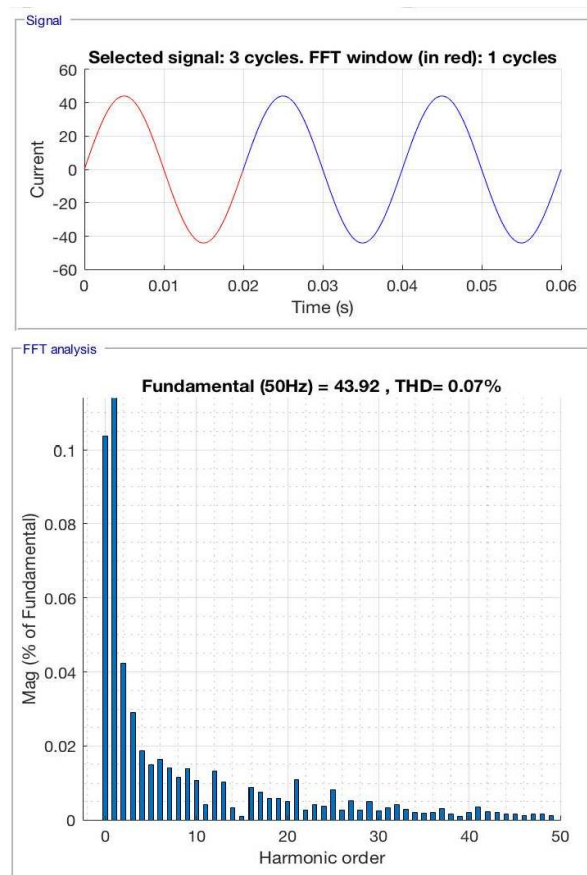 Signal
Selected signal: 3 cycles. FFT window (in red): 1 cycles
60
40
20
0
-20
-40
-60
Current
0 0.01 0.02 0.03 0.04 0.05 0.06
Time (s)
FFT analysis
Fundamental (50Hz) = 43.92 , THD= 0.07%
0.1
0.08
0.06
0.04
0.02
0
Mag (% of Fundamental)
0 10 20 30 40 50
Harmonic order